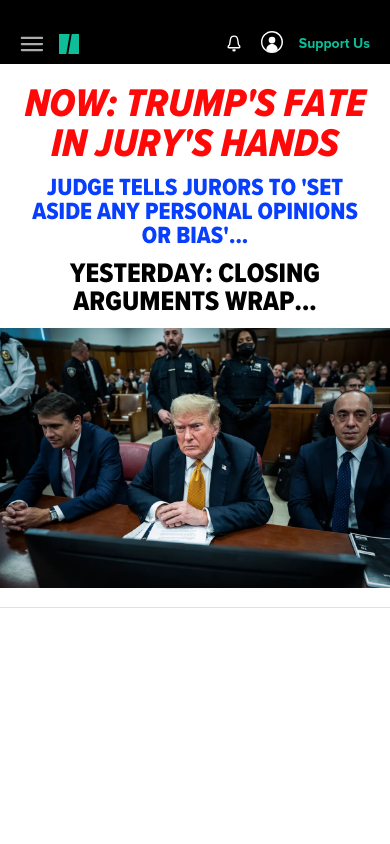 Support Us
NOW: TRUMP'S FATE
IN JURY'S HANDS
JUDGE TELLS JURORS TO 'SET
ASIDE ANY PERSONAL OPINIONS
OR BIAS'...
YESTERDAY: CLOSING
ARGUMENTS WRAP...